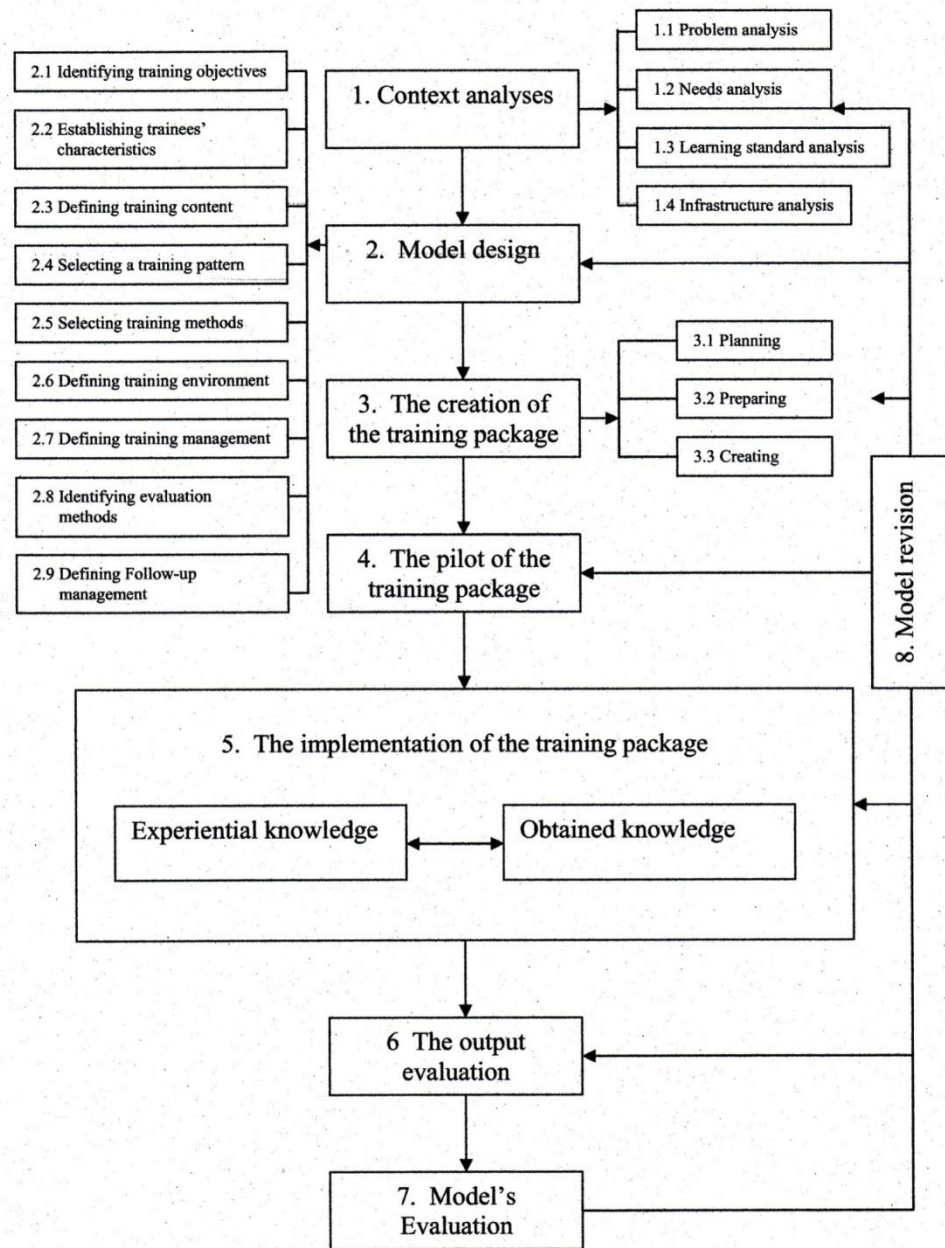 1. Context analyses
1.1 Problem analysis
1.2 Needs analysis
1.3 Learning standard analysis
1.4 Infrastructure analysis
2. Model design
2.1 Identifying training objectives
2.2 Establishing trainees'
characteristics
2.3 Defining training content
2.4 Selecting a training pattern
2.5 Selecting training methods
2.6 Defining training environment
2.7 Defining training management
2.8 Identifying evaluation
methods
2.9 Defining Follow-up
management
3. The creation of
the training package
3.1 Planning
3.2 Preparing
3.3 Creating
4. The pilot of the
training package
5. The implementation of the training package
Experiential knowledge
Obtained knowledge
6 The output
evaluation
7. Model's
Evaluation
8. Model revision